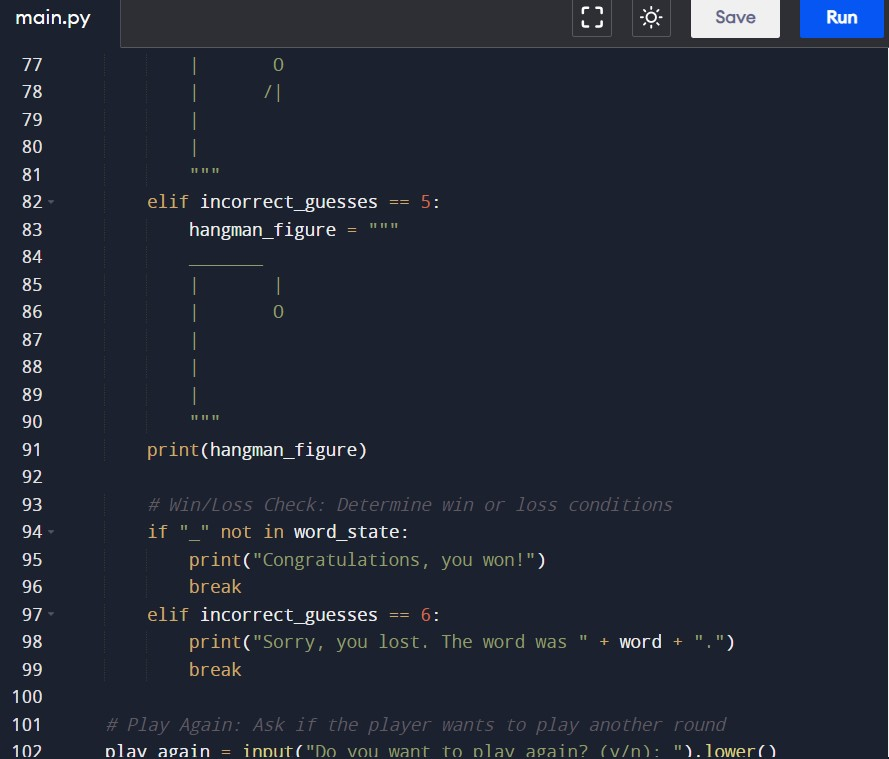 main.py
Save
Run
77            |       O
78            |      /|
79            |
80            |
81            """
82        elif incorrect_guesses == 5:
83            hangman_figure = """
84            _______
85            |       |
86            |       O
87            |
88            |
89            |
90            """
91        print(hangman_figure)
92
93        # Win/Loss Check: Determine win or loss conditions
94        if "_" not in word_state:
95            print("Congratulations, you won!")
96            break
97        elif incorrect_guesses == 6:
98            print("Sorry, you lost. The word was " + word + ".")
99            break
100
101    # Play Again: Ask if the player wants to play another round
102    play_again = input("Do you want to play again? (y/n): ").lower()